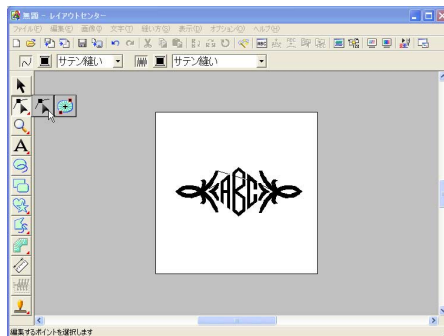 無題 - レイアウトセンター
ファイル(F) 編集(E) 画像(I) 文字(T) 縫い方(S) 表示(D) オプション(O) ヘルプ(H)
サテン縫い サテン縫い
A
ABC
編集するポイントを選択します